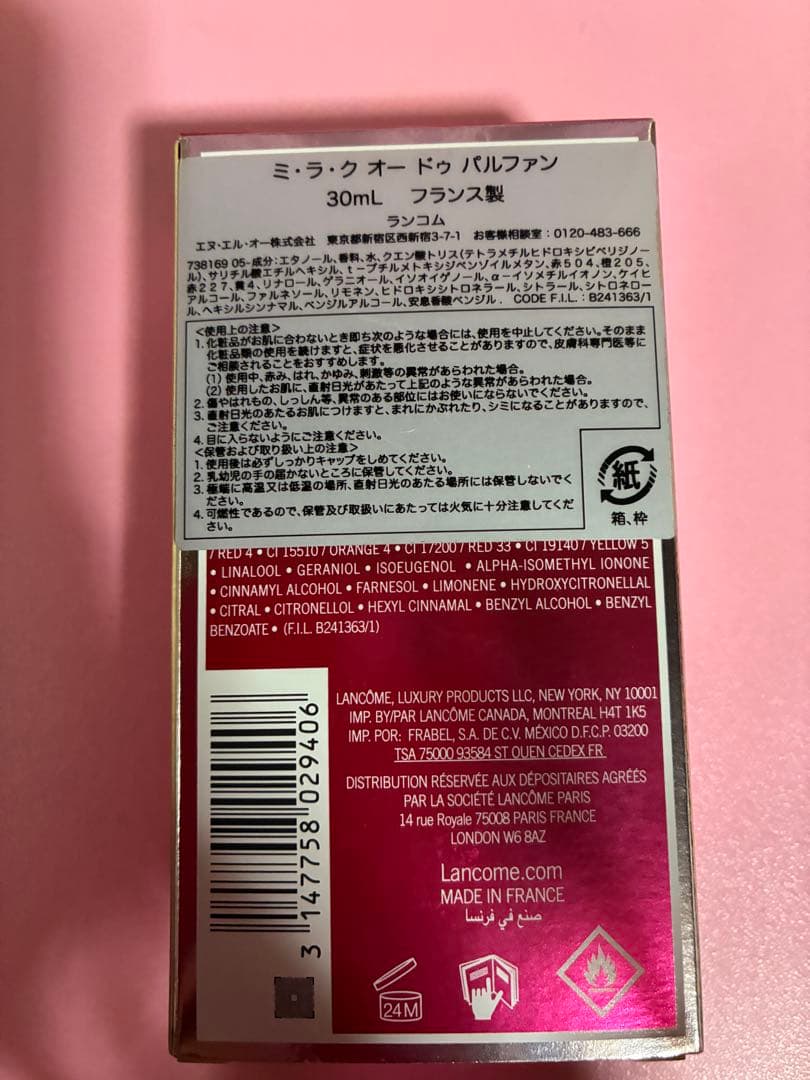 ミ・ラ・ク オー ドゥ パルファン
30mL フランス製
ランコム
エヌ・エル・オー株式会社 東京都新宿区西新宿3-7-1 お客様相談室：0120-483-666
738169 05-成分：エタノール、香料、水、クエン酸トリス(テトラメチルヒドロキシピペリジノー
ル)、サリチル酸エチルヘキシル、t-ブチルメトキシジベンゾイルメタン、赤504、橙205、
赤227、黄4、リナロール、ゲラニオール、イソオイゲノール、α-イソメチルイオノン、ケイヒ
アルコール、ファルネソール、リモネン、ヒドロキシシトロネラール、シトラール、シトロネロー
ル、ヘキシルシンナマル、ベンジルアルコール、安息香酸ベンジル． CODE F.I.L.：B241363/1
<使用上の注意>
1. 化粧品がお肌に合わないとき即ち次のような場合には、使用を中止してください。そのまま
化粧品類の使用を続けますと、症状を悪化させることがありますので、皮膚科専門医等に
ご相談されることをおすすめします。
(1) 使用中、赤み、はれ、かゆみ、刺激等の異常があらわれた場合。
(2) 使用したお肌に、直射日光があたって上記のような異常があらわれた場合。
2. 傷やはれもの、しっしん等、異常のある部位にはお使いにならないでください。
3. 直射日光のあたるお肌につけますと、まれにかぶれたり、シミになることがありますので、
ご注意ください。
4. 目に入らないようにご注意ください。
<保管および取り扱い上の注意>
1. 使用後は必ずしっかりキャップをしめてください。
2. 乳幼児の手の届かないところに保管してください。
3. 極端に高温又は低温の場所、直射日光のあたる場所には保管しないでく
ださい。
4. 可燃性であるので、保管及び取扱いにあたっては火気に十分注意してくだ
さい。
紙
箱、枠
/ RED 4 • CI 15510 / ORANGE 4 • CI 17200 / RED 33 • CI 19140 / YELLOW 5
• LINALOOL • GERANIOL • ISOEUGENOL • ALPHA-ISOMETHYL IONONE
• CINNAMYL ALCOHOL • FARNESOL • LIMONENE • HYDROXYCITRONELLAL
• CITRAL • CITRONELLOL • HEXYL CINNAMAL • BENZYL ALCOHOL • BENZYL
BENZOATE • (F.I.L. B241363/1)
LANCÔME, LUXURY PRODUCTS LLC, NEW YORK, NY 10001
IMP. BY/PAR LANCÔME CANADA, MONTREAL H4T 1K5
IMP. POR: FRABEL, S.A. DE C.V. MÉXICO D.F.C.P. 03200
TSA 75000 93584 ST OUEN CEDEX FR
DISTRIBUTION RÉSERVÉE AUX DÉPOSITAIRES AGRÉÉS
PAR LA SOCIÉTÉ LANCÔME PARIS
14 rue Royale 75008 PARIS FRANCE
LONDON W6 8AZ
Lancome.com
MADE IN FRANCE
صنع في فرنسا
3 147758 029406
24M